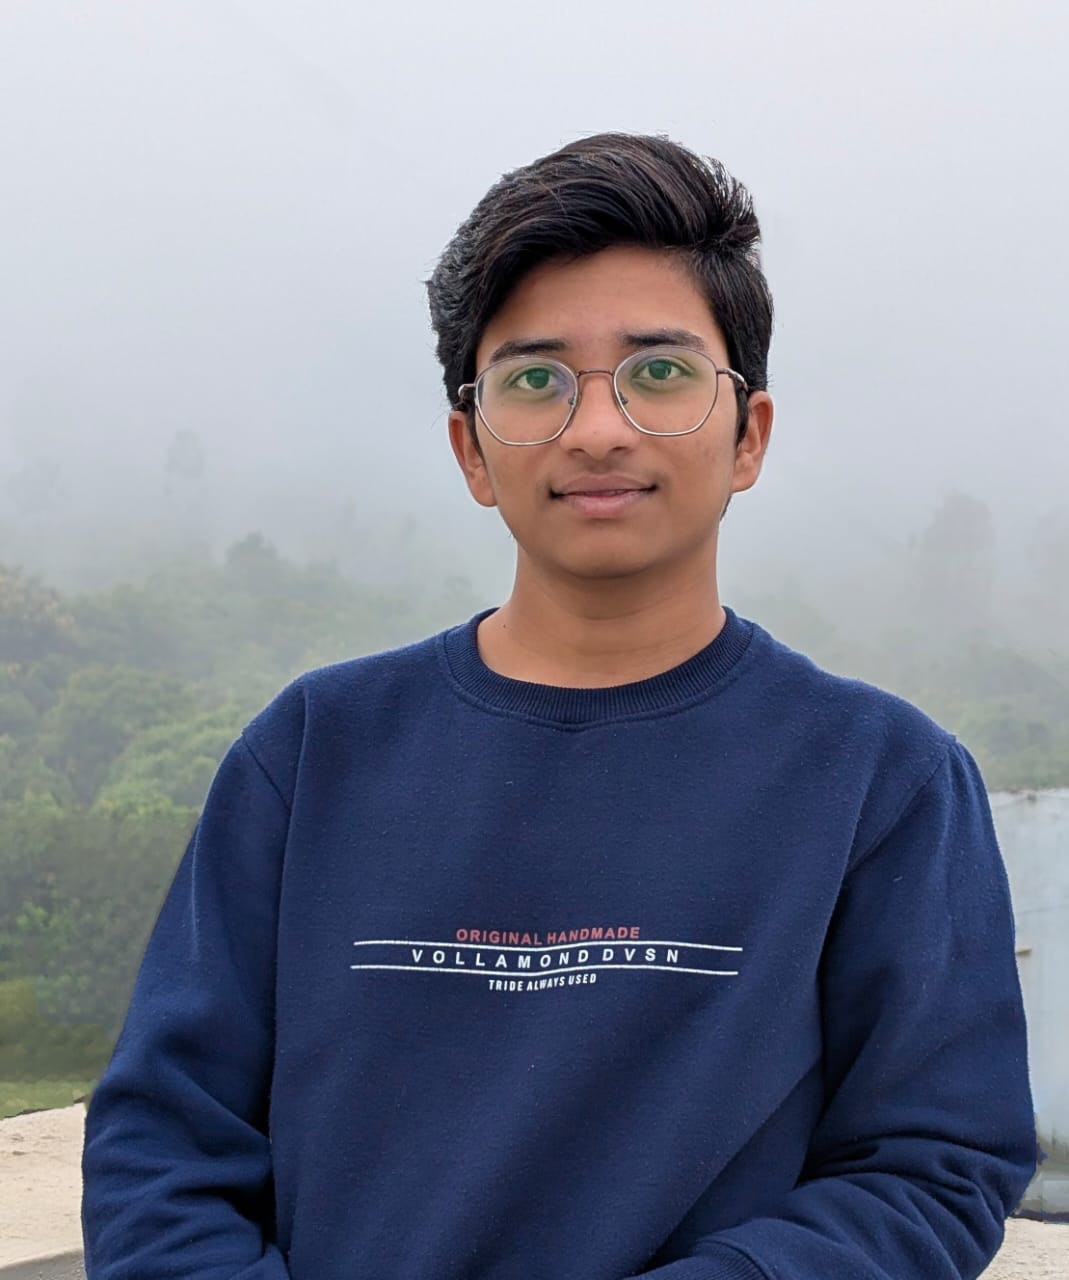 ORIGINAL HANDMADE
VOLLAMOND DVSN
TRIDE ALWAYS USED